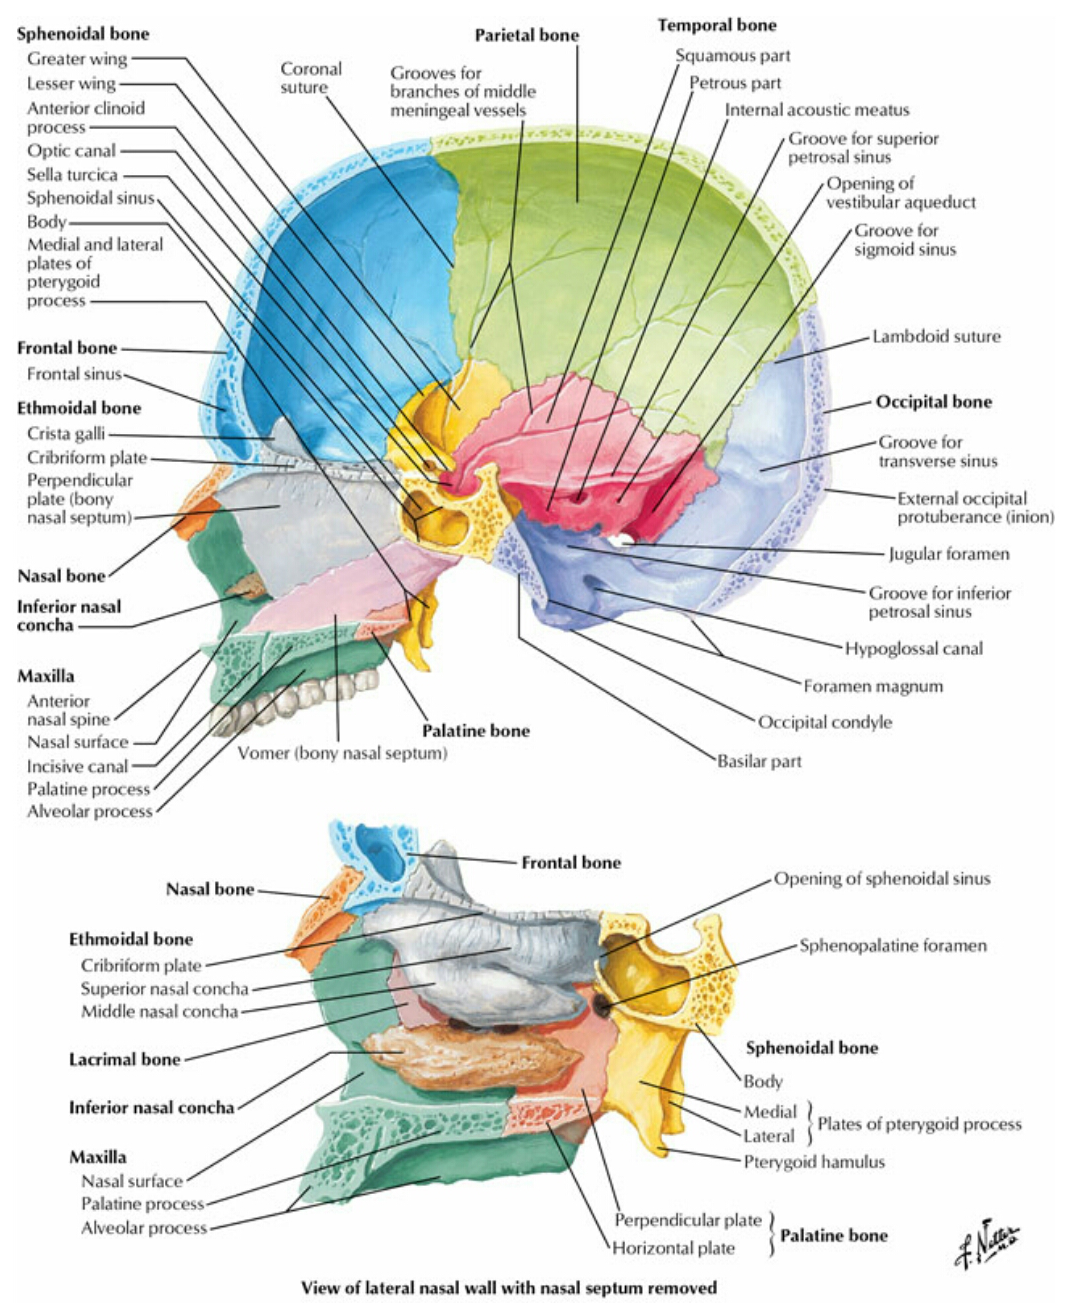 Sphenoidal bone
Greater wing
Lesser wing
Anterior clinoid
process
Optic canal
Sella turcica
Sphenoidal sinus
Body
Medial and lateral
plates of
pterygoid
process
Frontal bone
Frontal sinus
Ethmoidal bone
Crista galli
Cribriform plate
Perpendicular
plate (bony
nasal septum)
Nasal bone
Inferior nasal
concha
Maxilla
Anterior
nasal spine
Nasal surface
Incisive canal
Palatine process
Alveolar process
Coronal
suture
Grooves for
branches of middle
meningeal vessels
Parietal bone
Temporal bone
Squamous part
Petrous part
Internal acoustic meatus
Groove for superior
petrosal sinus
Opening of
vestibular aqueduct
Groove for
sigmoid sinus
Lambdoid suture
Occipital bone
Groove for
transverse sinus
External occipital
protuberance (inion)
Jugular foramen
Groove for inferior
petrosal sinus
Hypoglossal canal
Foramen magnum
Occipital condyle
Basilar part
Palatine bone
Vomer (bony nasal septum)
Frontal bone
Nasal bone
Ethmoidal bone
Cribriform plate
Superior nasal concha
Middle nasal concha
Lacrimal bone
Inferior nasal concha
Maxilla
Nasal surface
Palatine process
Alveolar process
Opening of sphenoidal sinus
Sphenopalatine foramen
Sphenoidal bone
Body
Medial
Lateral
Plates of pterygoid process
Pterygoid hamulus
Perpendicular plate
Horizontal plate
Palatine bone
F. Netter
M.D.
View of lateral nasal wall with nasal septum removed